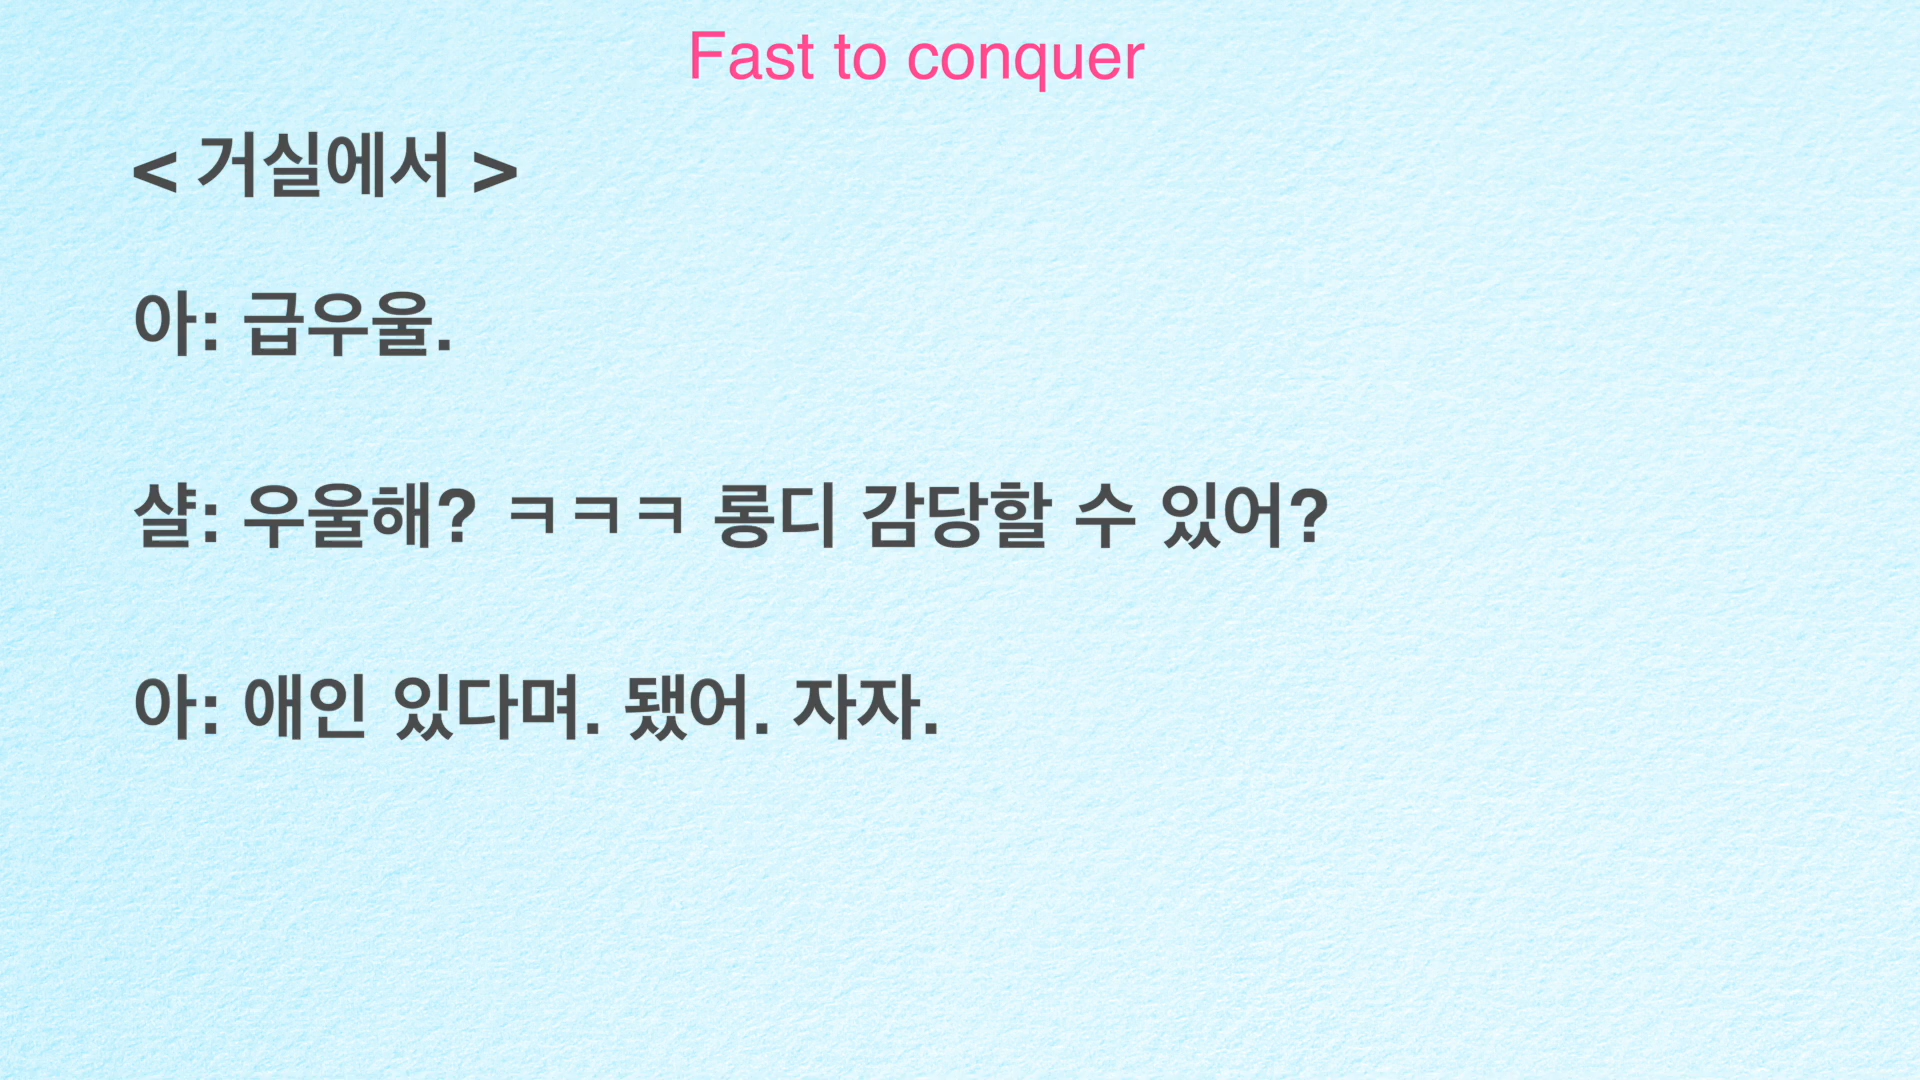 Fast to conquer
< 거실에서 >
아: 급우울.
샬: 우울해? ㅋㅋㅋ 롱디 감당할 수 있어?
아: 애인 있다며. 됐어. 자자.